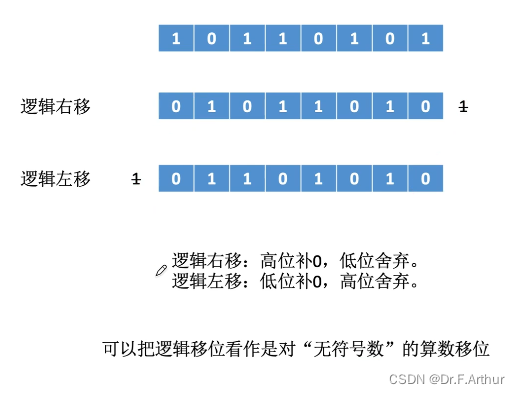 1 0 1 1 0 1 0 1
逻辑右移 0 1 0 1 1 0 1 0 1
逻辑左移 1 0 1 1 0 1 0 1 0
逻辑右移：高位补0，低位舍弃。
逻辑左移：低位补0，高位舍弃。
可以把逻辑移位看作是对“无符号数”的算数移位
CSDN @Dr.F.Arthur